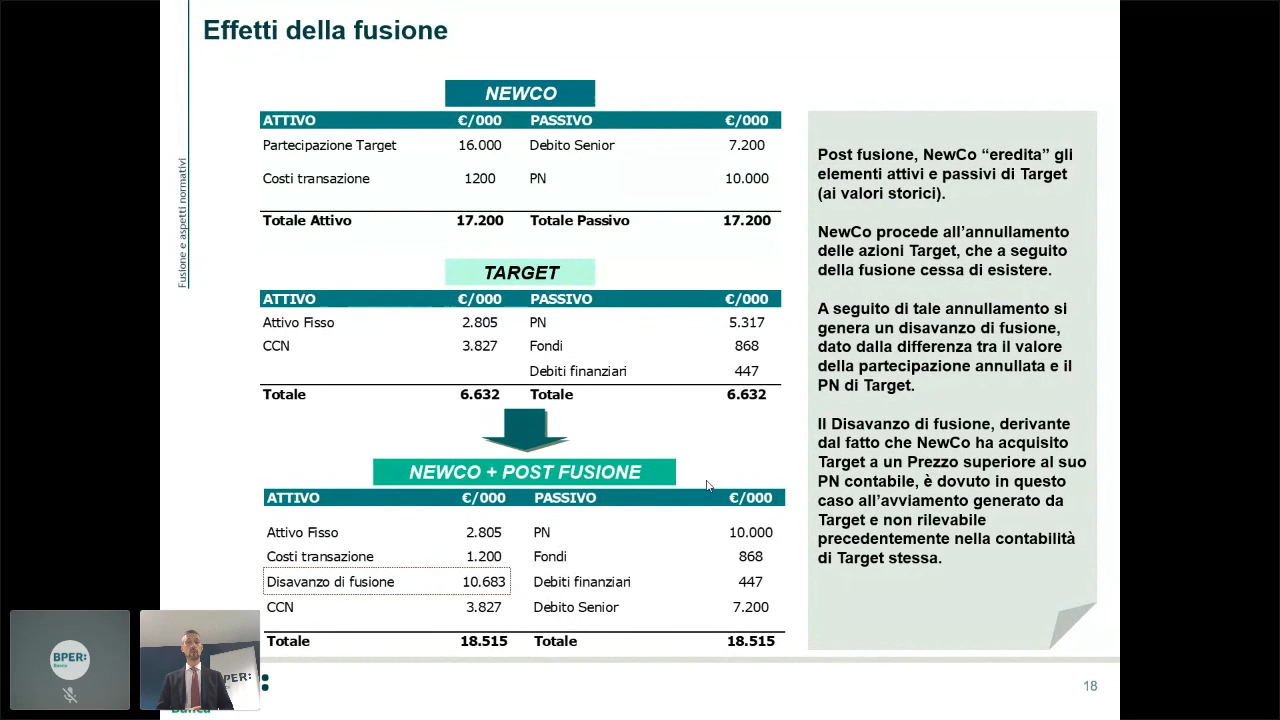 Effetti della fusione
Fusione e aspetti normativi
NEWCO
ATTIVO €/000 PASSIVO €/000
Partecipazione Target 16.000 Debito Senior 7.200
Costi transazione 1200 PN 10.000
Totale Attivo 17.200 Totale Passivo 17.200
TARGET
ATTIVO €/000 PASSIVO €/000
Attivo Fisso 2.805 PN 5.317
CCN 3.827 Fondi 868
Debiti finanziari 447
Totale 6.632 Totale 6.632
NEWCO + POST FUSIONE
ATTIVO €/000 PASSIVO €/000
Attivo Fisso 2.805 PN 10.000
Costi transazione 1.200 Fondi 868
Disavanzo di fusione 10.683 Debiti finanziari 447
CCN 3.827 Debito Senior 7.200
Totale 18.515 Totale 18.515
Post fusione, NewCo “eredita” gli
elementi attivi e passivi di Target
(ai valori storici).
NewCo procede all’annullamento
delle azioni Target, che a seguito
della fusione cessa di esistere.
A seguito di tale annullamento si
genera un disavanzo di fusione,
dato dalla differenza tra il valore
della partecipazione annullata e il
PN di Target.
Il Disavanzo di fusione, derivante
dal fatto che NewCo ha acquisito
Target a un Prezzo superiore al suo
PN contabile, è dovuto in questo
caso all’avviamento generato da
Target e non rilevabile
precedentemente nella contabilità
di Target stessa.
BPER:
Banca
BPER:
Banca
18